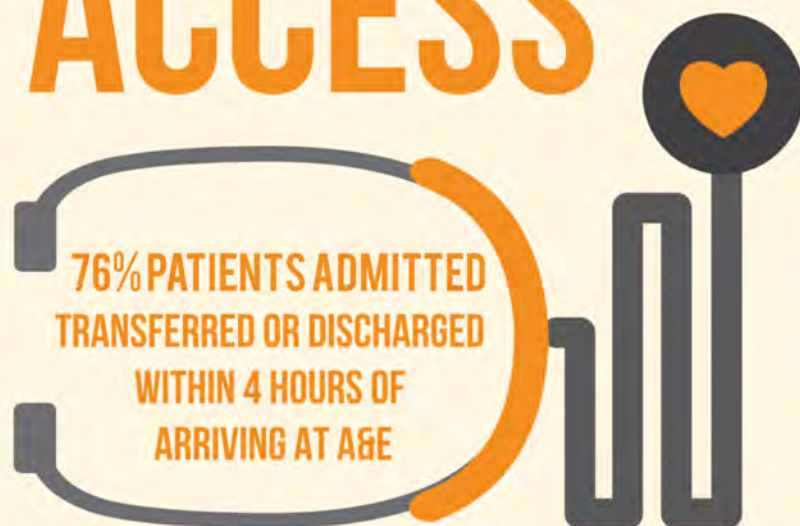 ACCESS
76% PATIENTS ADMITTED
TRANSFERRED OR DISCHARGED
WITHIN 4 HOURS OF
ARRIVING AT A&E